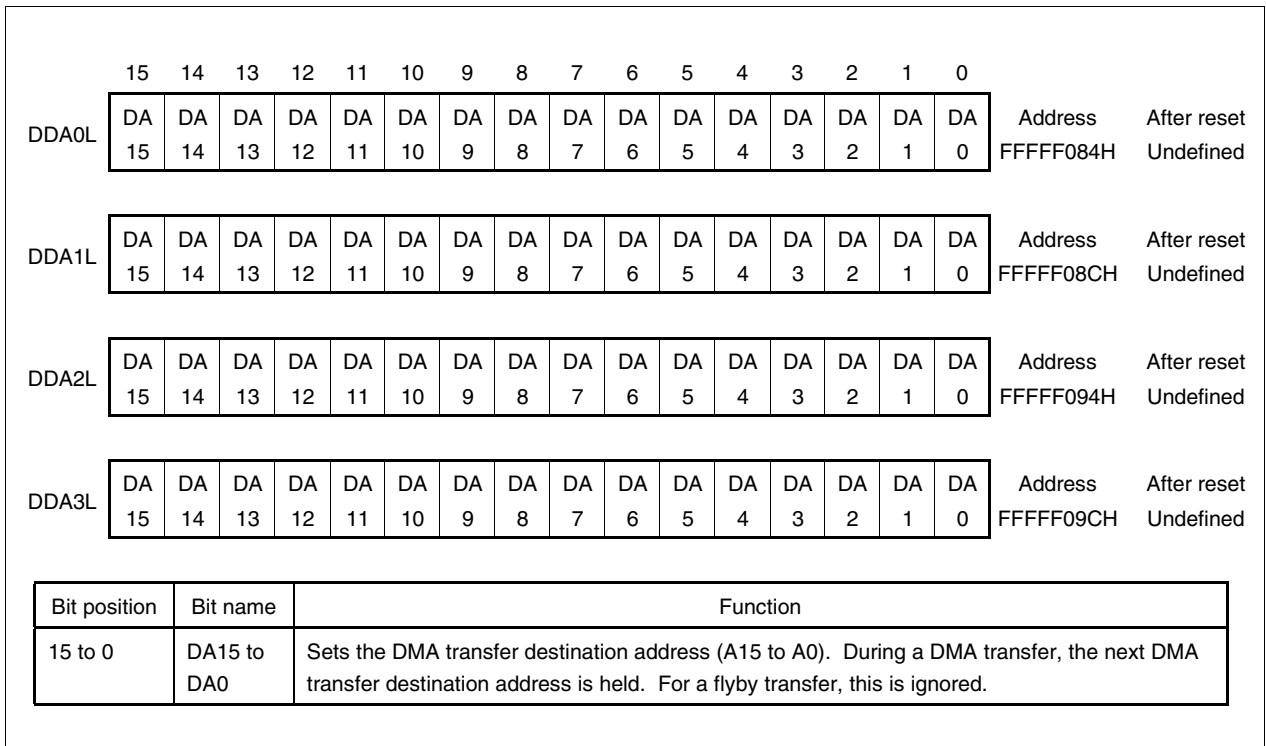 15 14 13 12 11 10 9 8 7 6 5 4 3 2 1 0
DDA0L DA DA DA DA DA DA DA DA DA DA DA DA DA DA DA DA Address After reset
15 14 13 12 11 10 9 8 7 6 5 4 3 2 1 0 FFFFF084H Undefined
DDA1L DA DA DA DA DA DA DA DA DA DA DA DA DA DA DA DA Address After reset
15 14 13 12 11 10 9 8 7 6 5 4 3 2 1 0 FFFFF08CH Undefined
DDA2L DA DA DA DA DA DA DA DA DA DA DA DA DA DA DA DA Address After reset
15 14 13 12 11 10 9 8 7 6 5 4 3 2 1 0 FFFFF094H Undefined
DDA3L DA DA DA DA DA DA DA DA DA DA DA DA DA DA DA DA Address After reset
15 14 13 12 11 10 9 8 7 6 5 4 3 2 1 0 FFFFF09CH Undefined
Bit position Bit name Function
15 to 0 DA15 to Sets the DMA transfer destination address (A15 to A0). During a DMA transfer, the next DMA
DA0 transfer destination address is held. For a flyby transfer, this is ignored.